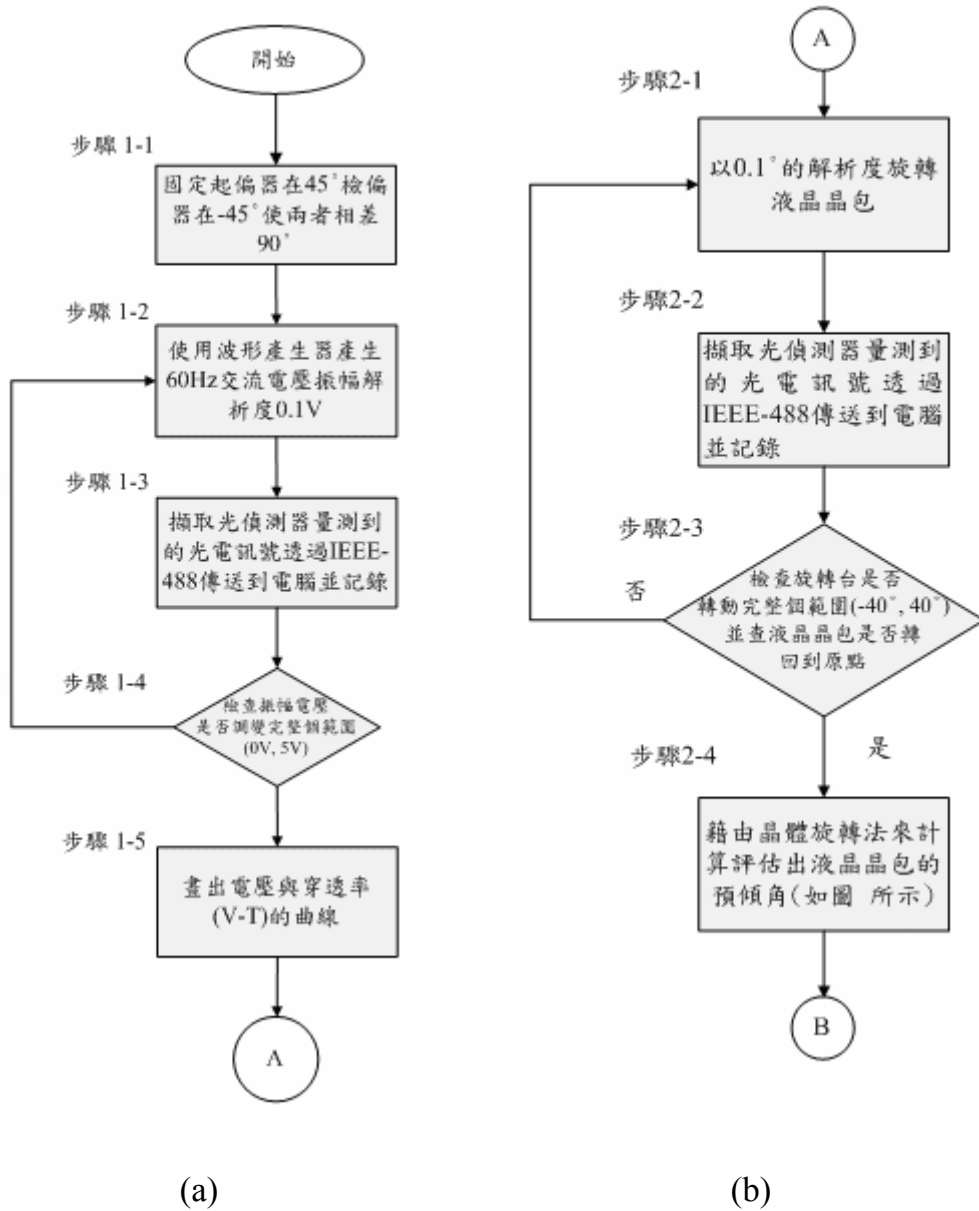 開始
步驟 1-1
固定起偏器在45˚檢偏
器在-45˚使兩者相差
90˚
步驟 1-2
使用波形產生器產生
60Hz交流電壓振幅解
析度0.1V
步驟 1-3
擷取光偵測器量測到
的光電訊號透過IEEE-
488傳送到電腦並記錄
步驟 1-4
檢查振幅電壓
是否調變完整個範圍
(0V, 5V)
步驟 1-5
畫出電壓與穿透率
(V-T)的曲線
A
(a)
A
步驟2-1
以0.1˚的解析度旋轉
液晶晶包
步驟2-2
擷取光偵測器量測到
的光電訊號透過
IEEE-488傳送到電腦
並記錄
步驟2-3
否
檢查旋轉台是否
轉動完整個範圍(-40˚, 40˚)
並查液晶晶包是否轉
回到原點
步驟2-4
是
藉由晶體旋轉法來計
算評估出液晶晶包的
預傾角(如圖 所示)
B
(b)